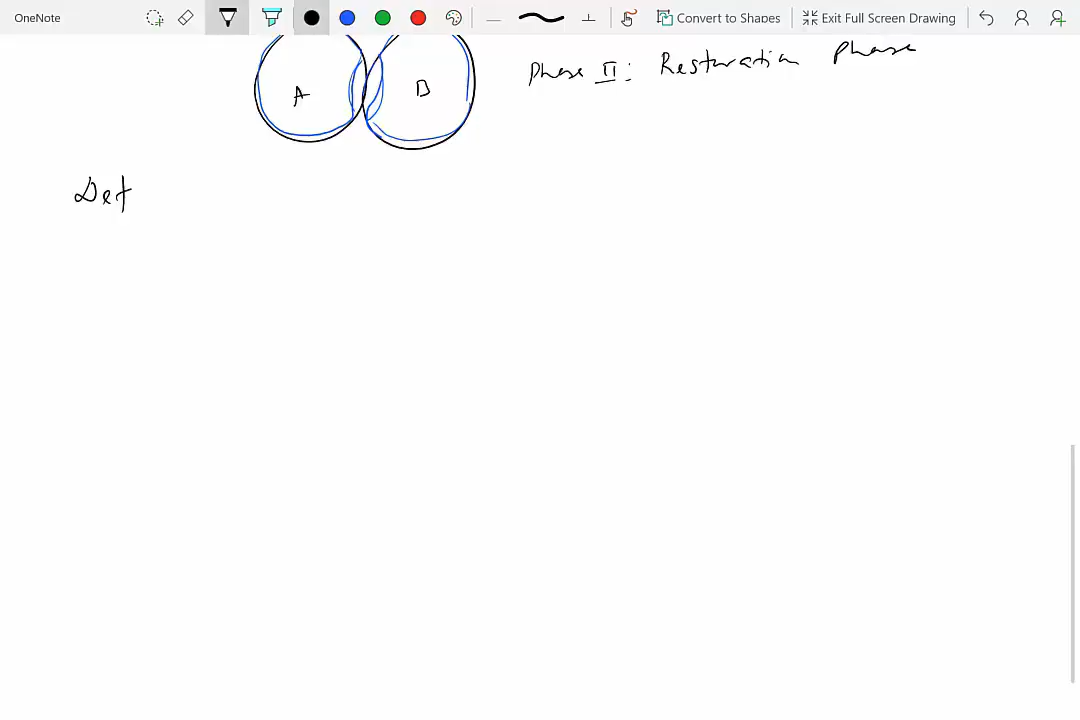 OneNote
Convert to Shapes
Exit Full Screen Drawing
A
B
Phase II: Restoration Phase
Def